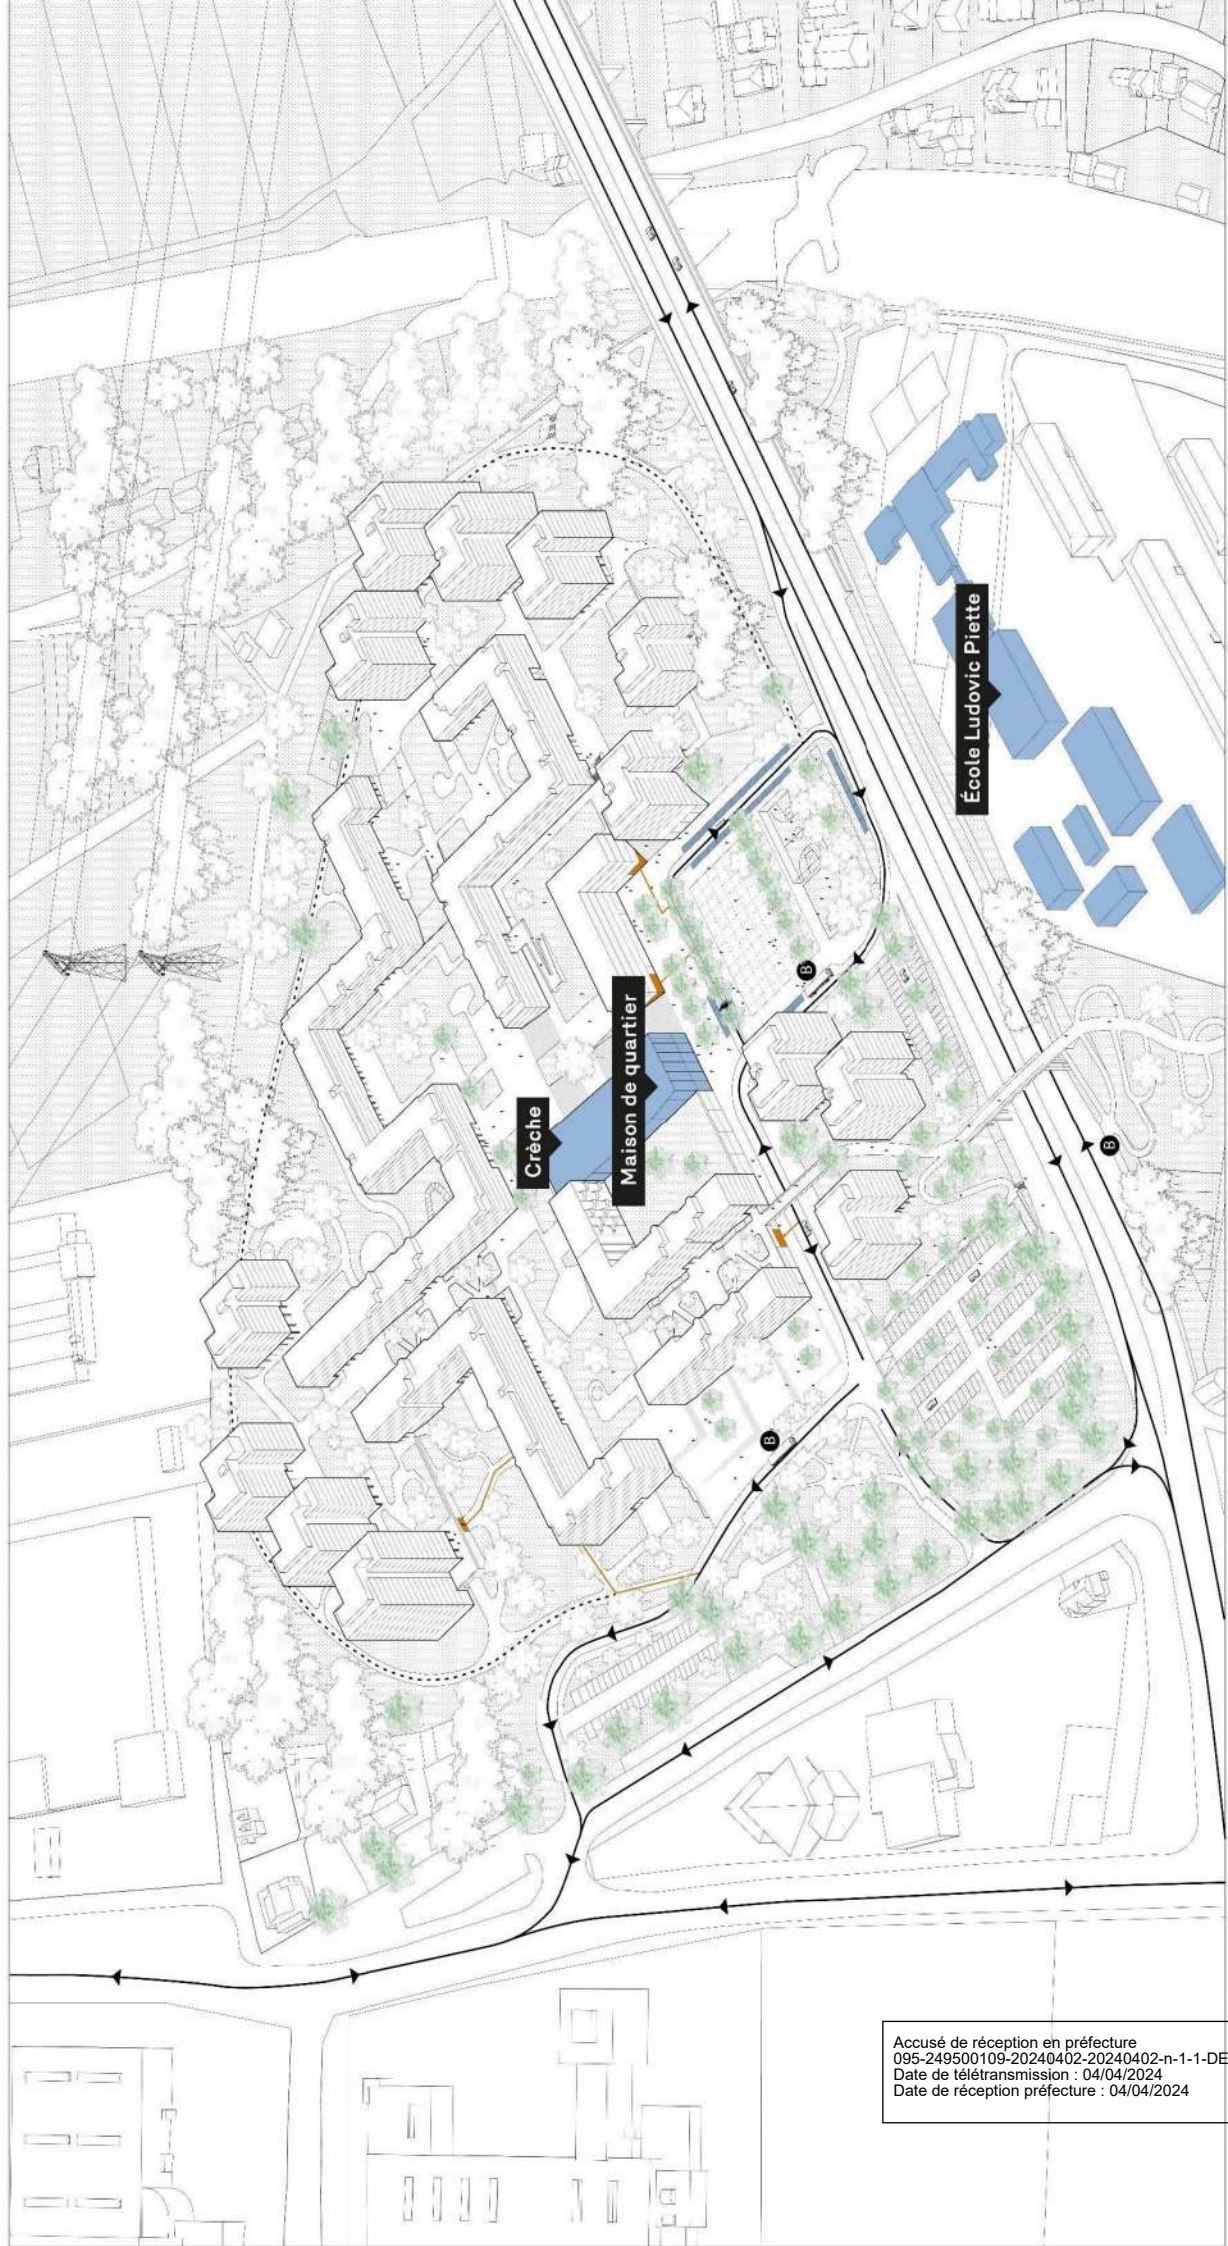 École Ludovic Piette
Maison de quartier
Crèche
B
B
B
Accusé de réception en préfecture
095-249500109-20240402-20240402-n-1-1-DE
Date de télétransmission : 04/04/2024
Date de réception préfecture : 04/04/2024